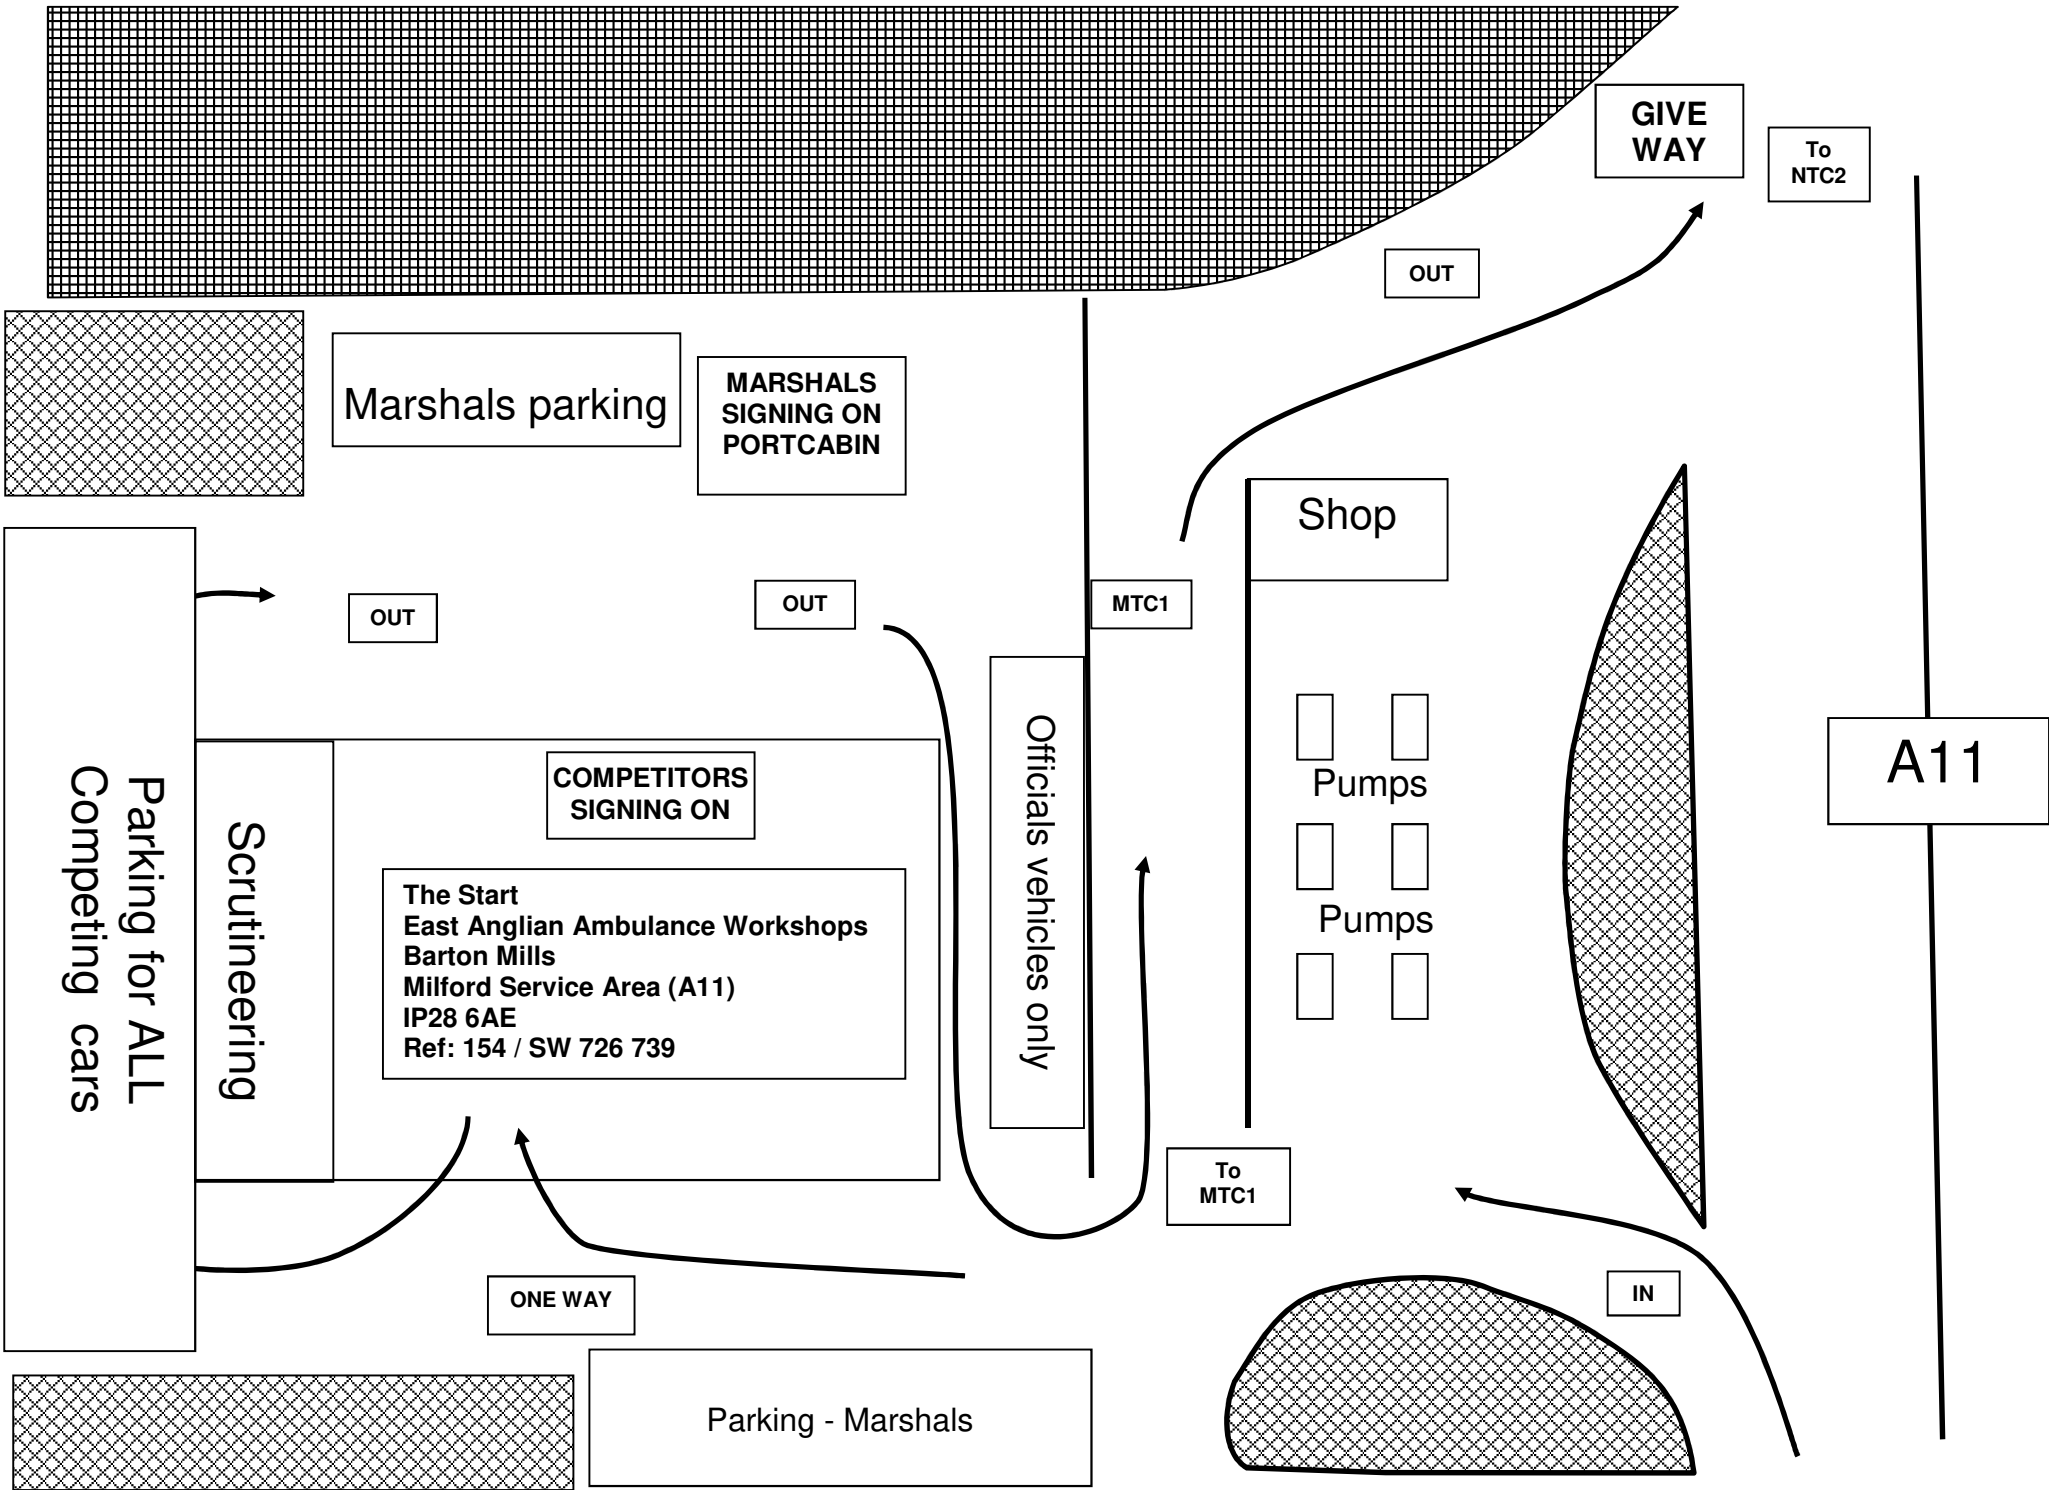 GIVE
WAY
To
NTC2
OUT
Marshals parking
MARSHALS
SIGNING ON
PORTCABIN
Shop
OUT
OUT
MTC1
Parking for ALL
Competing cars
Scrutineering
COMPETITORS
SIGNING ON
The Start
East Anglian Ambulance Workshops
Barton Mills
Milford Service Area (A11)
IP28 6AE
Ref: 154 / SW 726 739
Officials vehicles only
Pumps
Pumps
A11
To
MTC1
IN
ONE WAY
Parking - Marshals